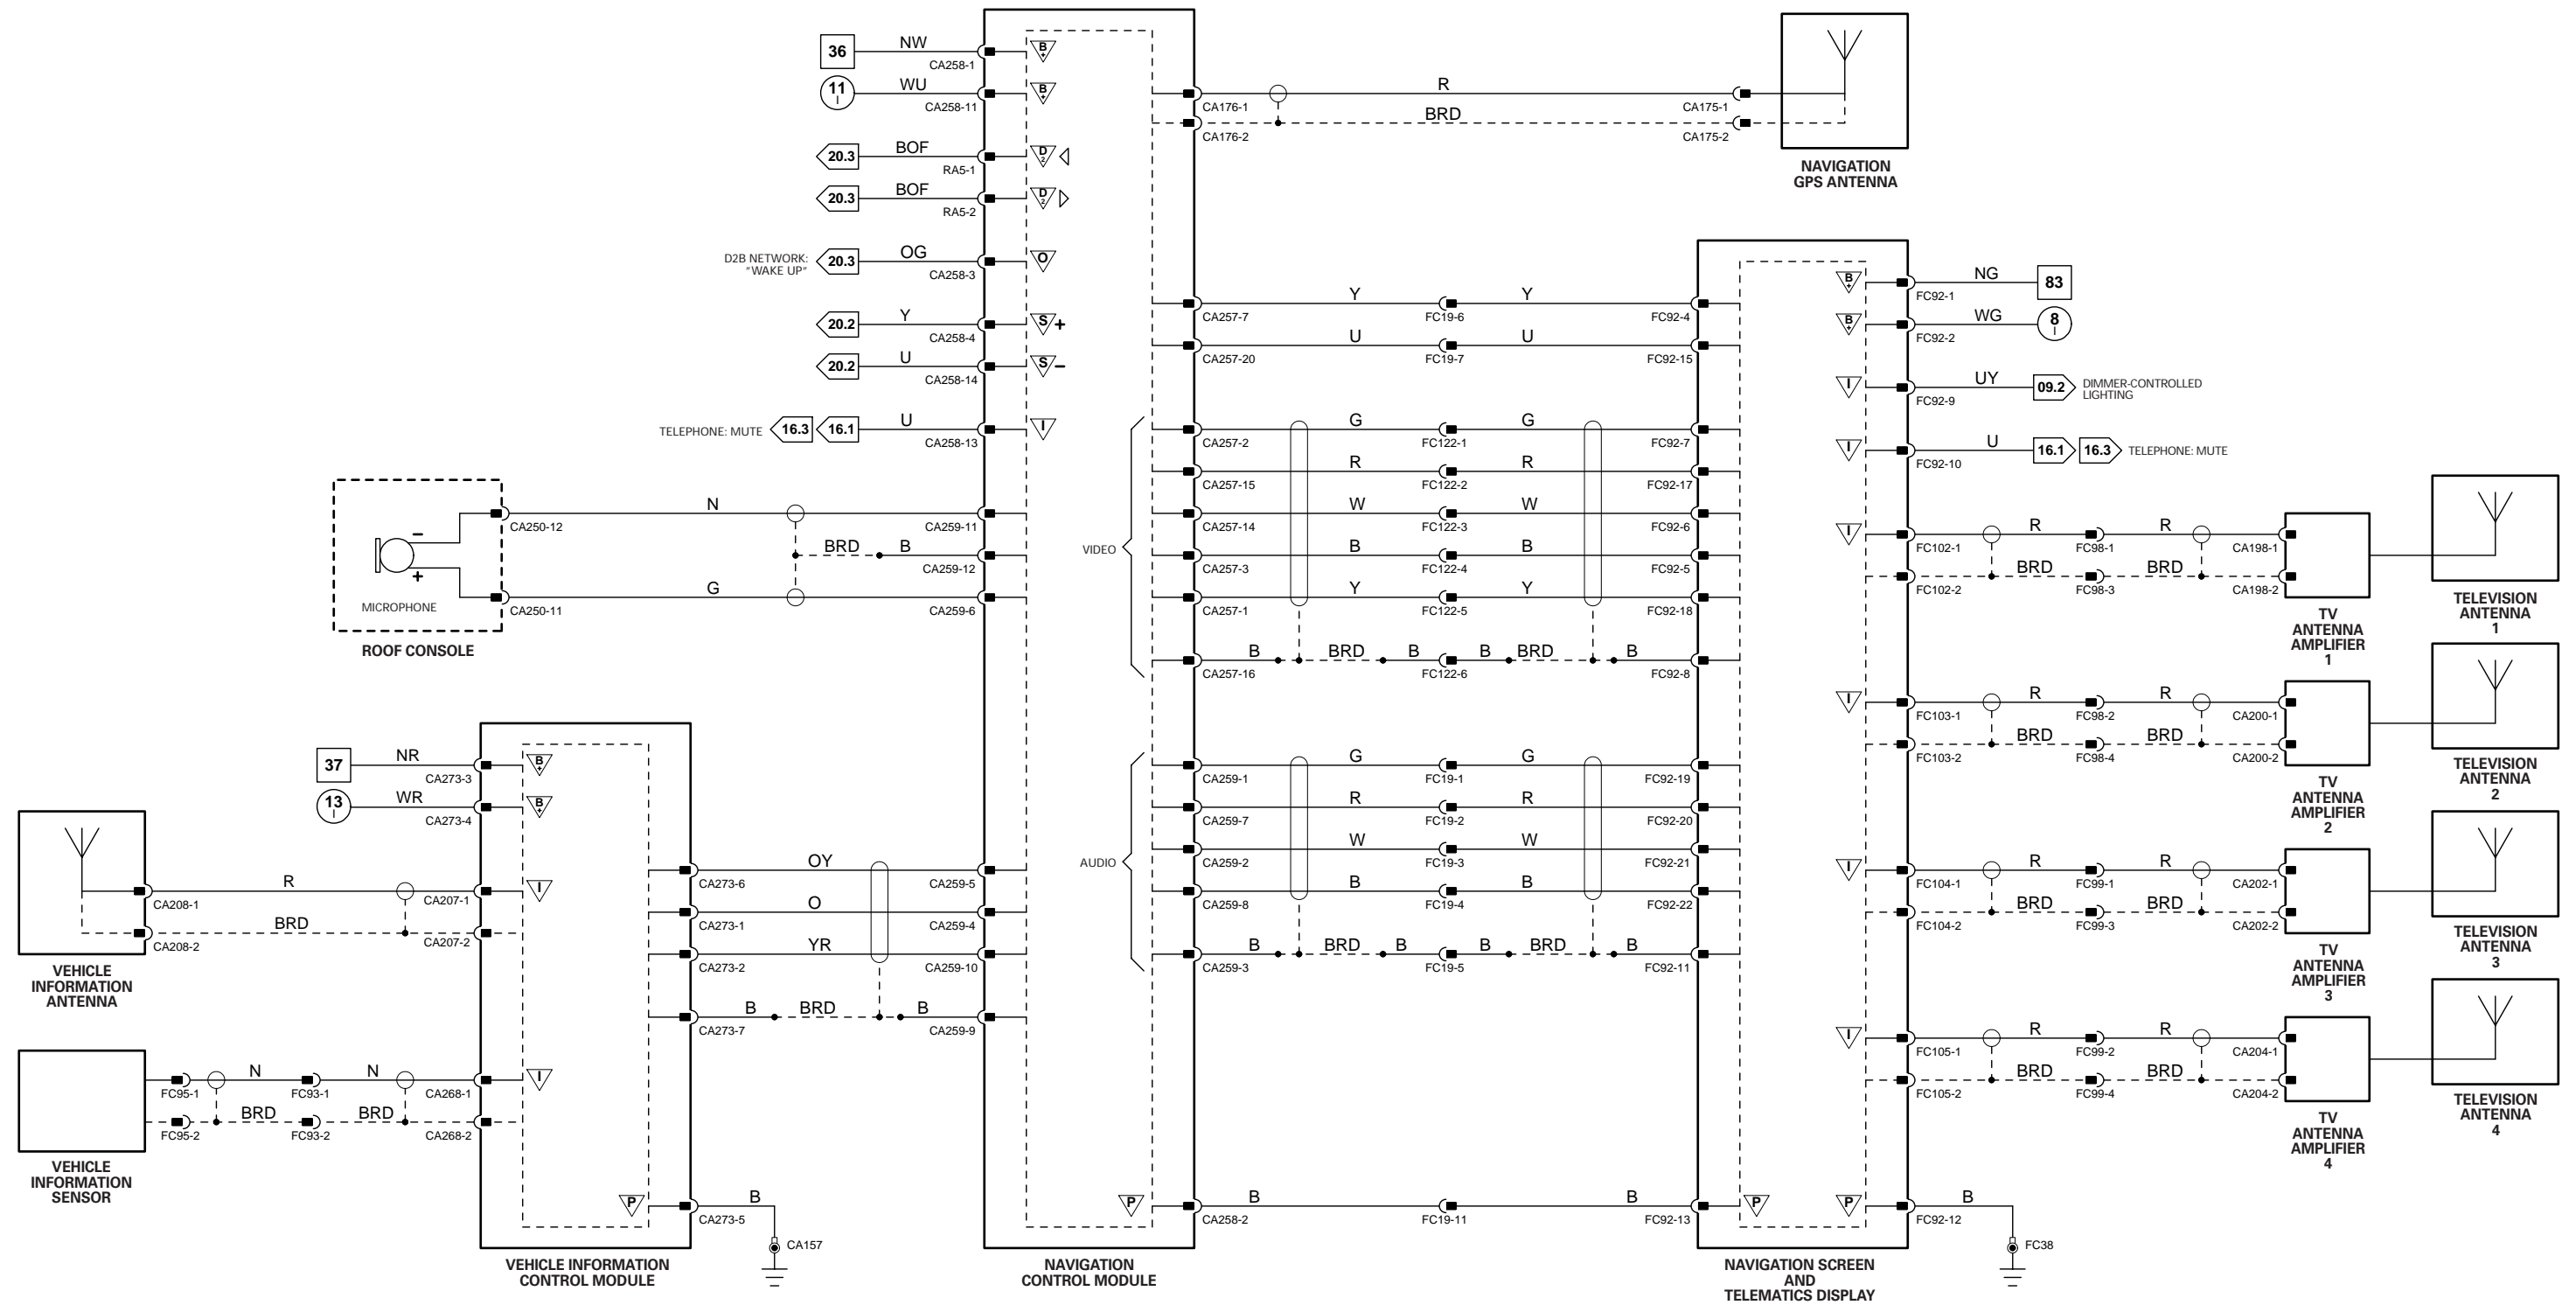 36
NW
CA258-1
11
I
WU
CA258-11
20.3
BOF
RA5-1
20.3
BOF
RA5-2
D2B NETWORK:
"WAKE UP"
20.3
OG
CA258-3
20.2
Y
CA258-4
20.2
U
CA258-14
TELEPHONE: MUTE
16.3
16.1
U
CA258-13
B
+
B
+
D
2
D
2
O
S +
S –
I
– 
+
MICROPHONE
ROOF CONSOLE
CA250-12
N
CA259-11
BRD
B
CA259-12
CA250-11
G
CA259-6
37
NR
CA273-3
13
I
WR
CA273-4
B
+
B
+
I
I
P
VEHICLE
INFORMATION
ANTENNA
CA208-1
R
CA207-1
CA208-2
BRD
CA207-2
VEHICLE
INFORMATION
SENSOR
FC95-1
N
FC93-1
N
CA268-1
FC95-2
BRD
FC93-2
BRD
CA268-2
CA273-6
OY
CA259-5
CA273-1
O
CA259-4
CA273-2
YR
CA259-10
CA273-7
B
BRD
B
CA259-9
CA273-5
B
CA157
VEHICLE INFORMATION
CONTROL MODULE
P
NAVIGATION
CONTROL MODULE
CA176-1
R
CA175-1
CA176-2
BRD
CA175-2
NAVIGATION
GPS ANTENNA
CA257-7
Y
FC19-6
Y
FC92-4
CA257-20
U
FC19-7
U
FC92-15
VIDEO
CA257-2
G
FC122-1
G
FC92-7
CA257-15
R
FC122-2
R
FC92-17
CA257-14
W
FC122-3
W
FC92-6
CA257-3
B
FC122-4
B
FC92-5
CA257-1
Y
FC122-5
Y
FC92-18
CA257-16
B
BRD
B
FC122-6
B
BRD
B
FC92-8
AUDIO
CA259-1
G
FC19-1
G
FC92-19
CA259-7
R
FC19-2
R
FC92-20
CA259-2
W
FC19-3
W
FC92-21
CA259-8
B
FC19-4
B
FC92-22
CA259-3
B
BRD
B
FC19-5
B
BRD
B
FC92-11
CA258-2
B
FC19-11
B
FC92-13
P
P
NAVIGATION SCREEN
AND
TELEMATICS DISPLAY
B
+
FC92-1
NG
83
B
+
FC92-2
WG
8
I
I
FC92-9
UY
09.2
DIMMER-CONTROLLED
LIGHTING
I
FC92-10
U
16.1
16.3
TELEPHONE: MUTE
I
FC102-1
R
FC98-1
R
CA198-1
FC102-2
BRD
FC98-3
BRD
CA198-2
TV
ANTENNA
AMPLIFIER
1
TELEVISION
ANTENNA
1
I
FC103-1
R
FC98-2
R
CA200-1
FC103-2
BRD
FC98-4
BRD
CA200-2
TV
ANTENNA
AMPLIFIER
2
TELEVISION
ANTENNA
2
I
FC104-1
R
FC99-1
R
CA202-1
FC104-2
BRD
FC99-3
BRD
CA202-2
TV
ANTENNA
AMPLIFIER
3
TELEVISION
ANTENNA
3
I
FC105-1
R
FC99-2
R
CA204-1
FC105-2
BRD
FC99-4
BRD
CA204-2
TV
ANTENNA
AMPLIFIER
4
TELEVISION
ANTENNA
4
FC92-12
B
FC38